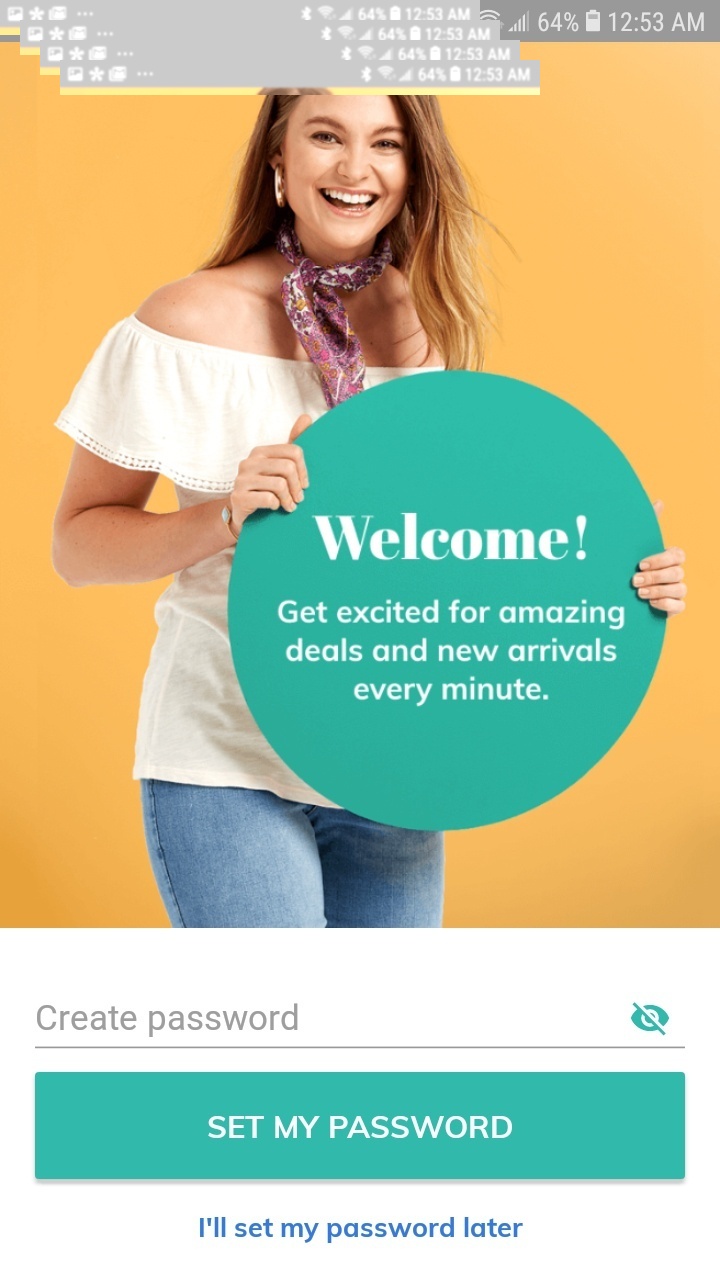 64% 12:53 AM
64% 12:53 AM
64% 12:53 AM
64% 12:53 AM
64% 12:53 AM
Welcome!
Get excited for amazing
deals and new arrivals
every minute.
Create password
SET MY PASSWORD
I'll set my password later